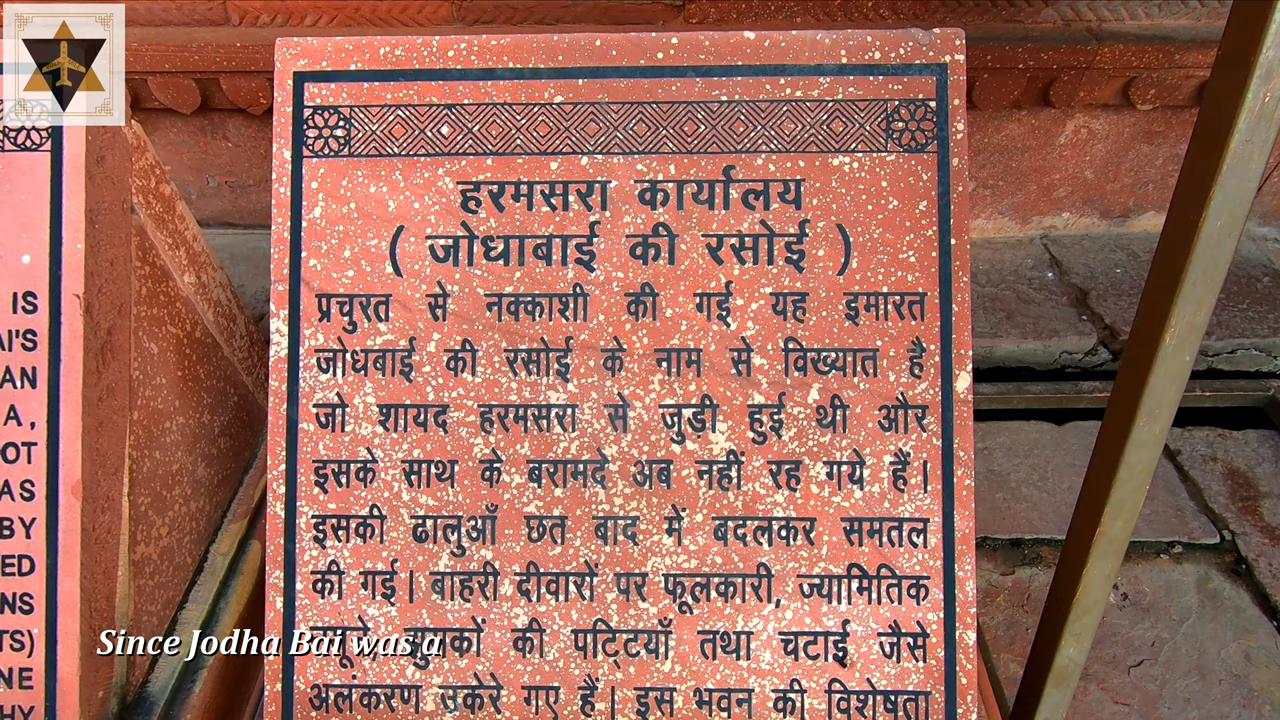 हरमसरा कार्यालय
( जोधाबाई की रसोई )
प्रचुरत से नक्काशी की गई यह इमारत
जोधबाई की रसोई के नाम से विख्यात है
जो शायद हरमसरा से जुड़ी हुई थी और
इसके साथ के बरामदे अब नहीं रह गये हैं।
इसकी ढालुआँ छत बाद में बदलकर समतल
की गई। बाहरी दीवारों पर फूलकारी, ज्यामितिक
की पट्टियाँ तथा चटाई जैसे
अलंकरण उकेरे गए हैं। इस भवन की विशेषता
IS
AI'S
AN
A,
OT
AS
BY
ED
NS
TS)
NE
HY
Since Jodha Bai was a